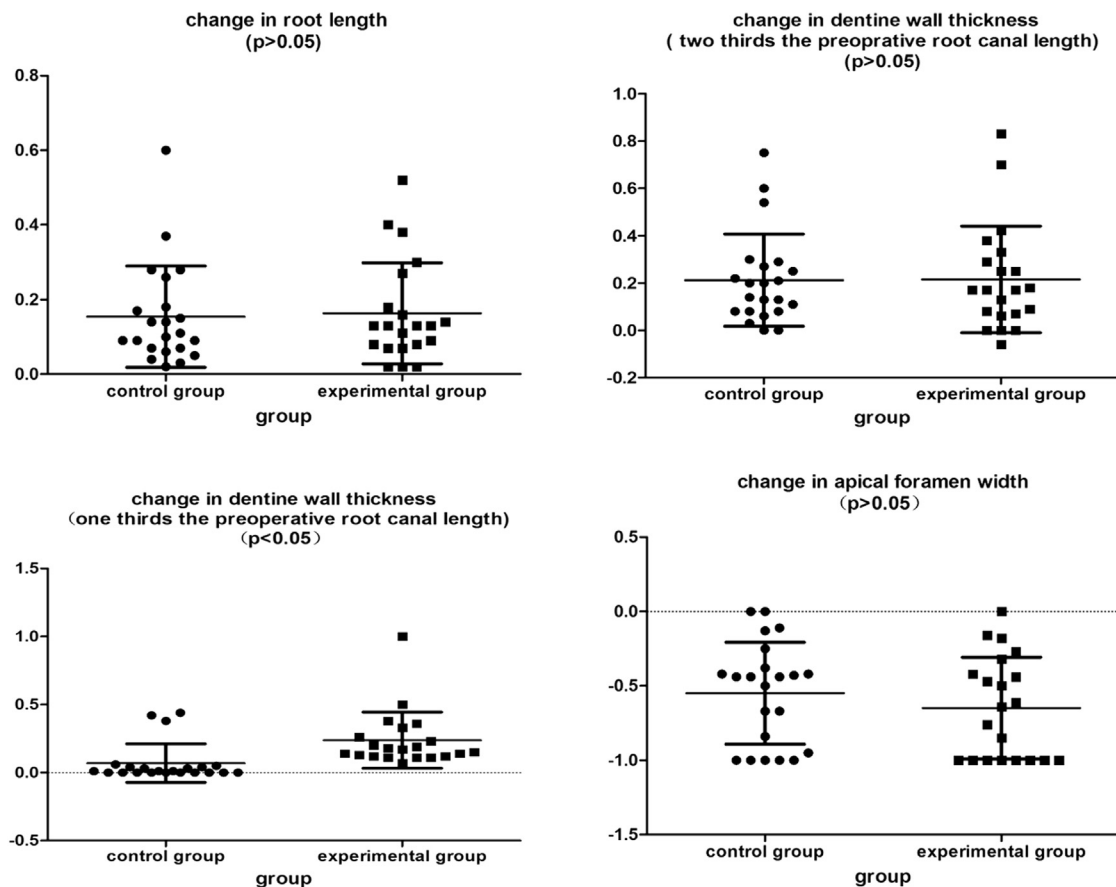 change in root length
(p>0.05)
0.8
0.6
0.4
0.2
0.0
control group experimental group
group
change in dentine wall thickness
( two thirds the preoprative root canal length)
(p>0.05)
1.0
0.8
0.6
0.4
0.2
0.0
-0.2
control group experimental group
group
change in dentine wall thickness
(one thirds the preoperative root canal length)
(p<0.05)
1.5
1.0
0.5
0.0
-0.5
control group experimental group
group
change in apical foramen width
(p>0.05)
0.5
0.0
-0.5
-1.0
-1.5
control group experimental group
group